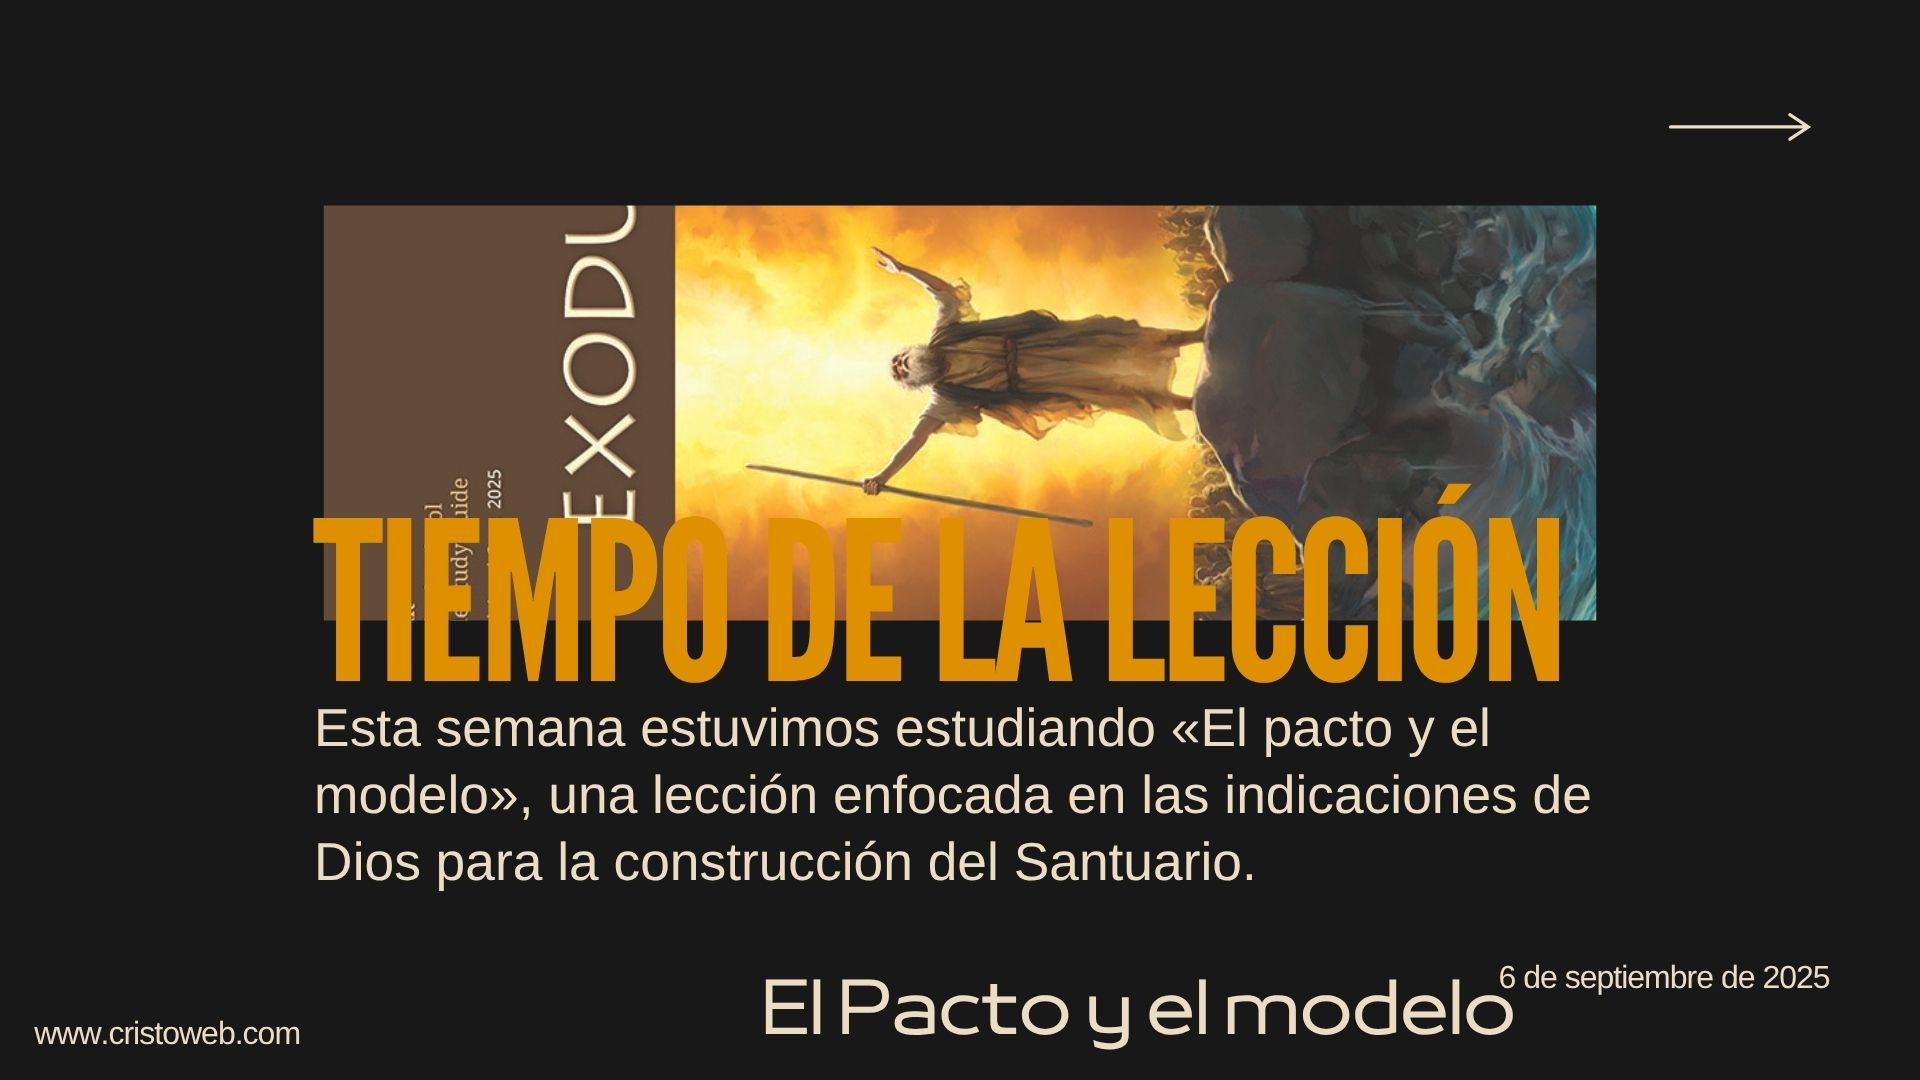 EXODU
2025
TIEMPO DE LA LECCIÓN
Esta semana estuvimos estudiando «El pacto y el
modelo», una lección enfocada en las indicaciones de
Dios para la construcción del Santuario.
6 de septiembre de 2025
El Pacto y el modelo
www.cristoweb.com